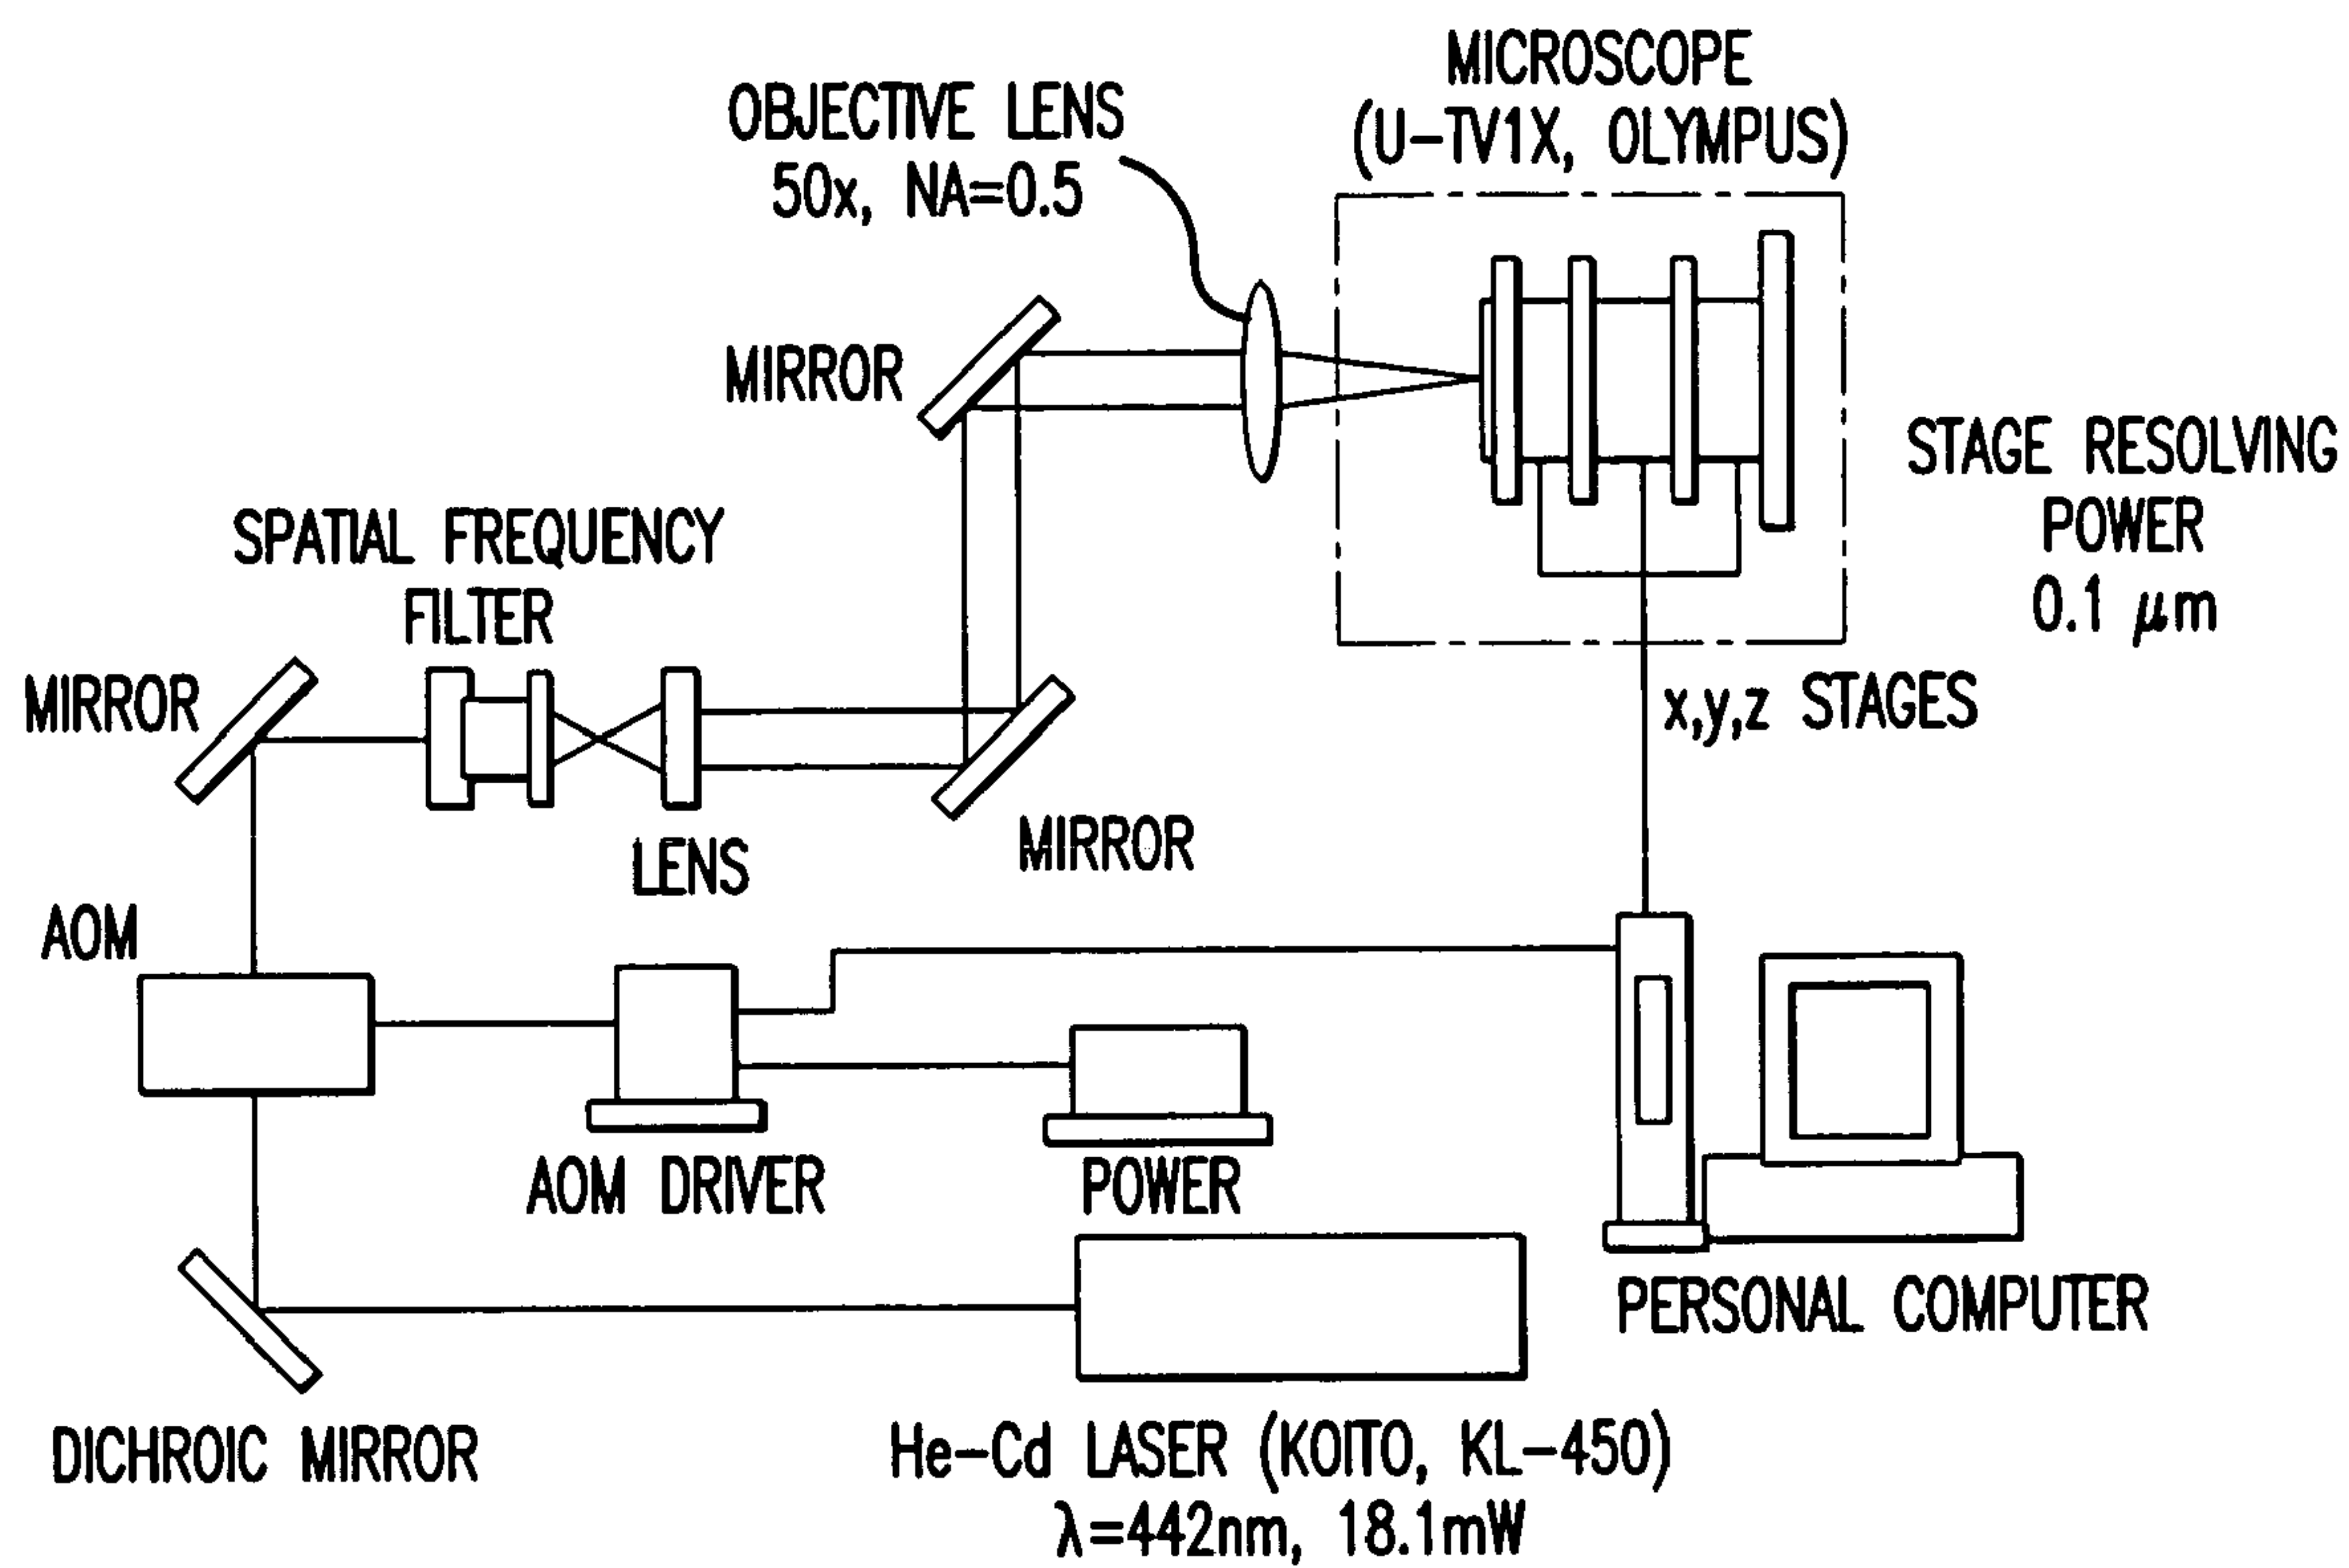 MICROSCOPE
(U-TV1X, OLYMPUS)
OBJECTIVE LENS
50x, NA=0.5
MIRROR
STAGE RESOLVING
POWER
0.1 μm
SPATIAL FREQUENCY
FILTER
MIRROR
x,y,z STAGES
LENS
MIRROR
AOM
AOM DRIVER
POWER
PERSONAL COMPUTER
DICHROIC MIRROR
He-Cd LASER (KOITO, KL-450)
λ=442nm, 18.1mW